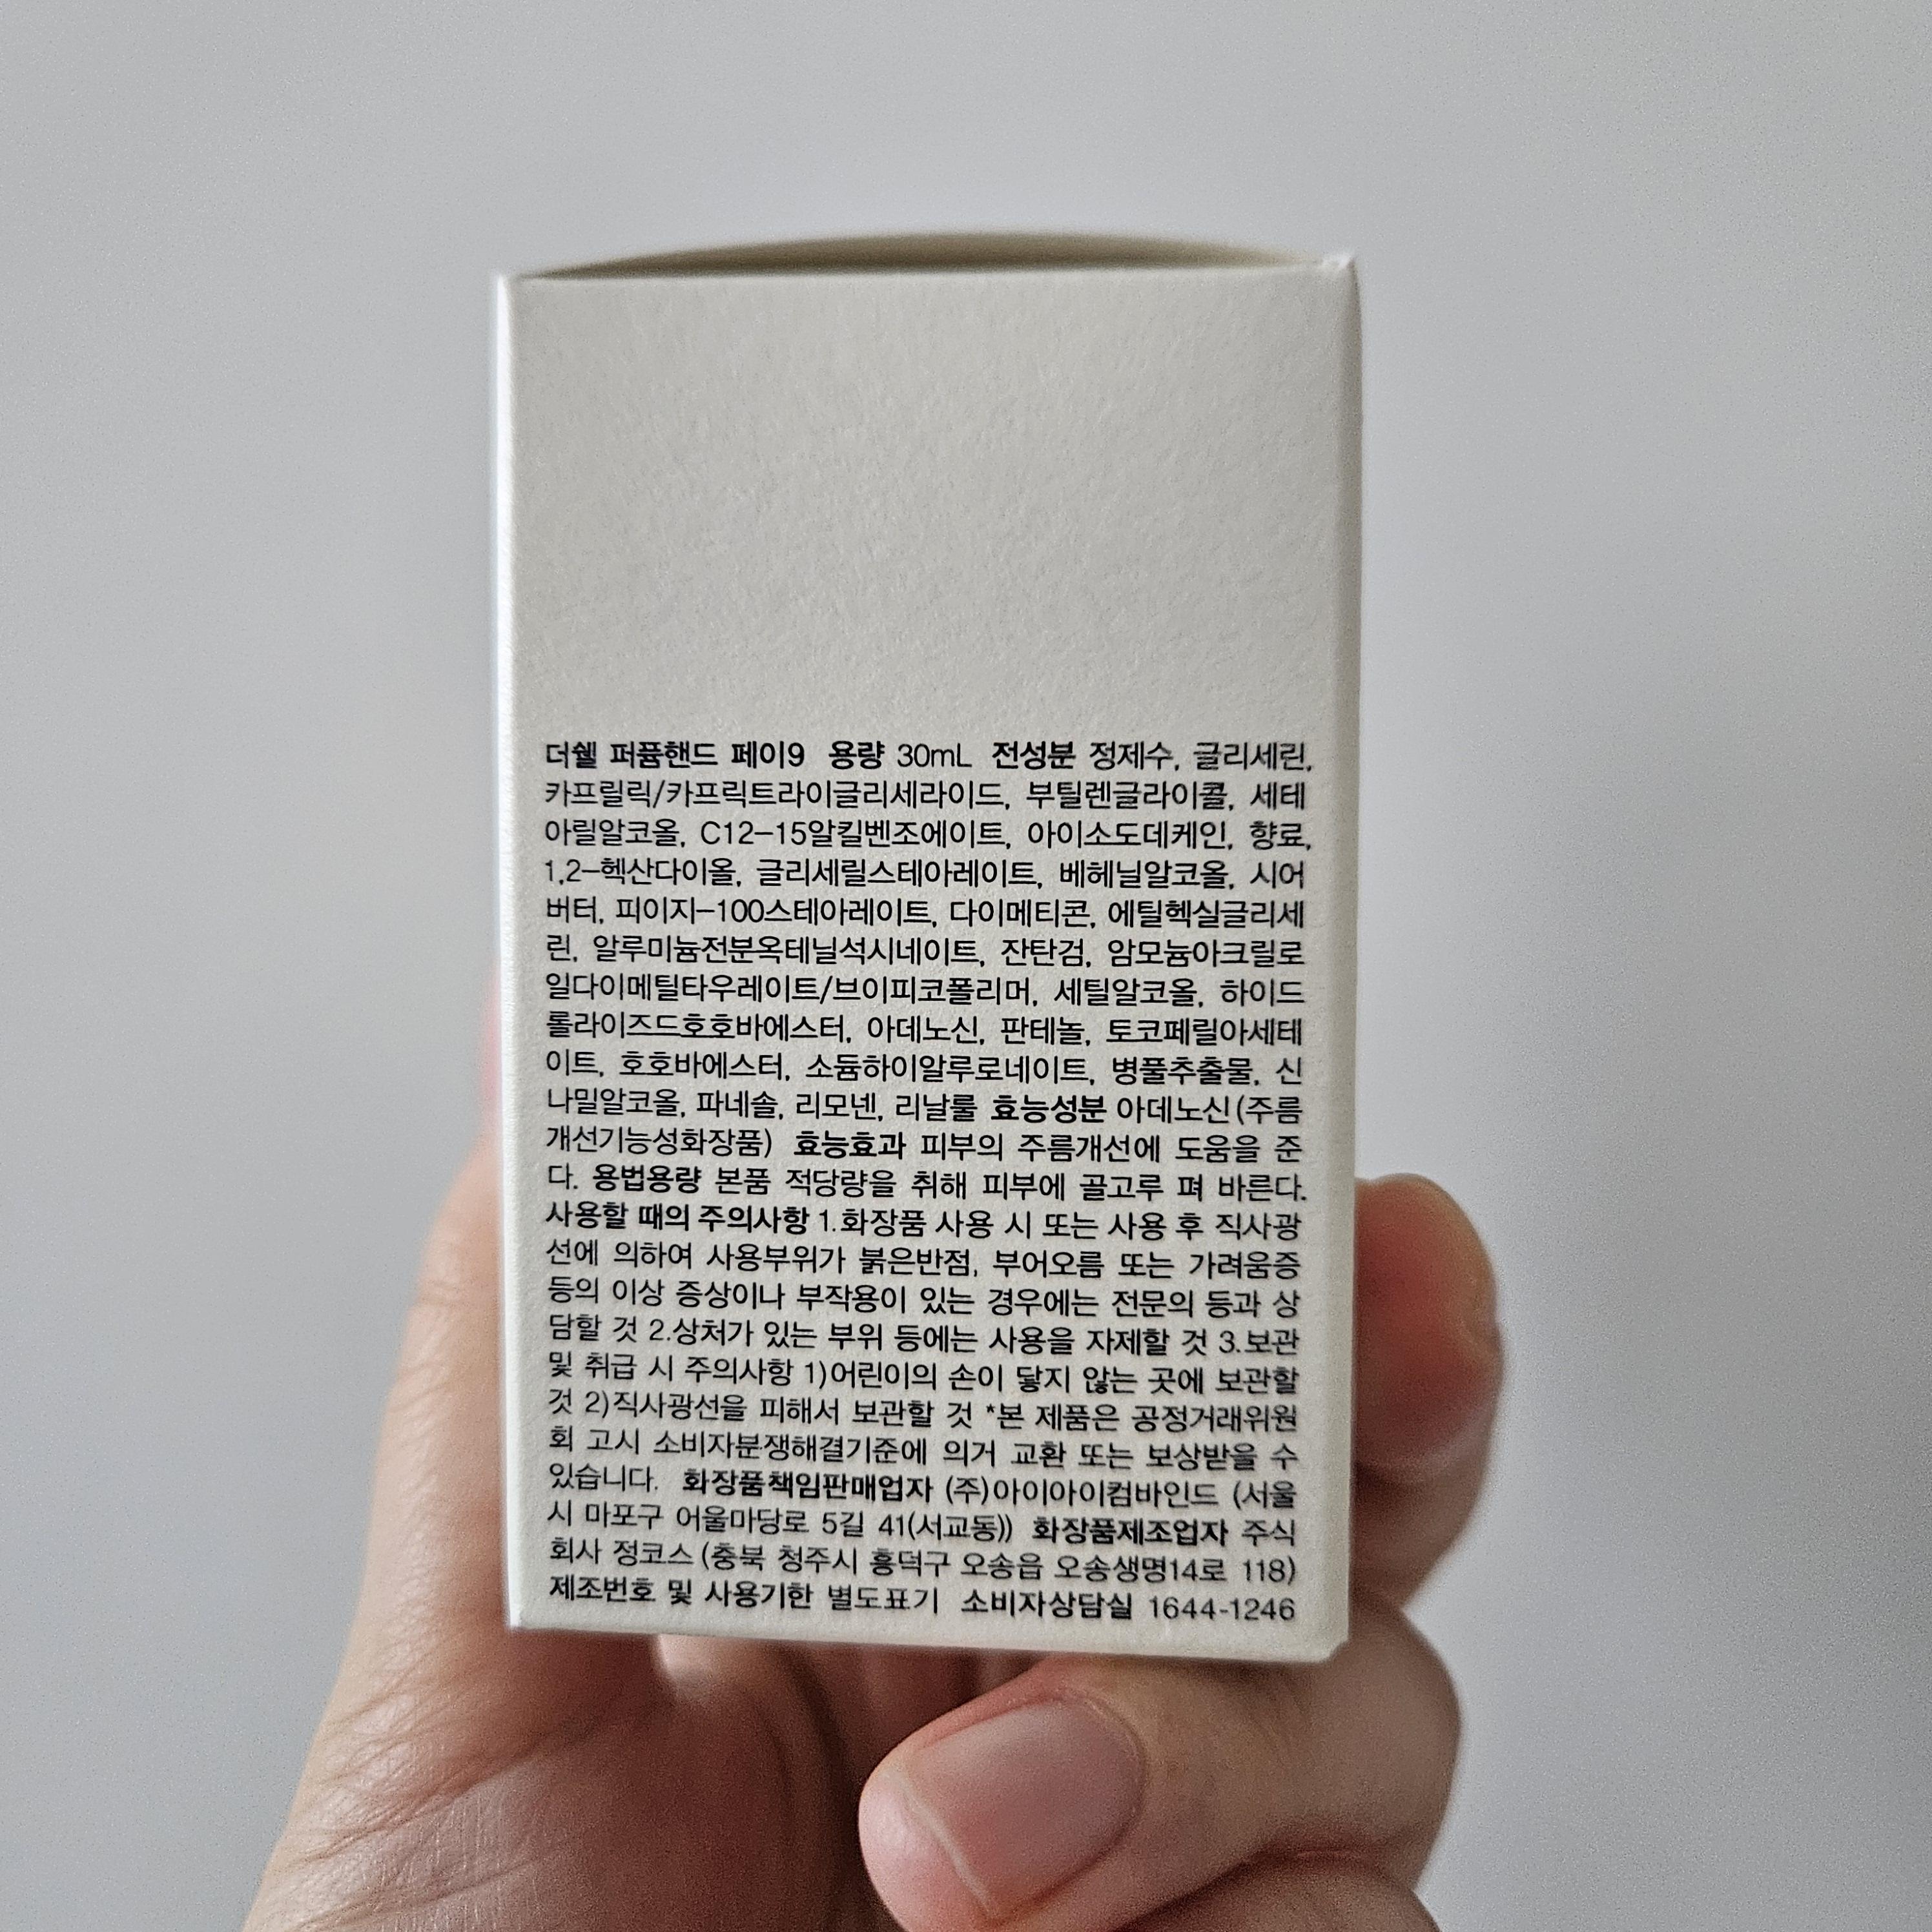 더쉘 퍼퓸핸드 페이9 용량 30mL 전성분 정제수, 글리세린,
카프릴릭/카프릭트라이글리세라이드, 부틸렌글라이콜, 세테
아릴알코올, C12-15알킬벤조에이트, 아이소도데케인, 향료,
1,2-헥산다이올, 글리세릴스테아레이트, 베헤닐알코올, 시어
버터, 피이지-100스테아레이트, 다이메티콘, 에틸헥실글리세
린, 알루미늄전분옥테닐석시네이트, 잔탄검, 암모늄아크릴로
일다이메틸타우레이트/브이피코폴리머, 세틸알코올, 하이드
롤라이즈드호호바에스터, 아데노신, 판테놀, 토코페릴아세테
이트, 호호바에스터, 소듐하이알루로네이트, 병풀추출물, 신
나밀알코올, 파네솔, 리모넨, 리날룰 효능성분 아데노신(주름
개선기능성화장품) 효능효과 피부의 주름개선에 도움을 준
다. 용법용량 본품 적당량을 취해 피부에 골고루 펴 바른다.
사용할 때의 주의사항 1.화장품 사용 시 또는 사용 후 직사광
선에 의하여 사용부위가 붉은반점, 부어오름 또는 가려움증
등의 이상 증상이나 부작용이 있는 경우에는 전문의 등과 상
담할 것 2.상처가 있는 부위 등에는 사용을 자제할 것 3.보관
및 취급 시 주의사항 1)어린이의 손이 닿지 않는 곳에 보관할
것 2)직사광선을 피해서 보관할 것 *본 제품은 공정거래위원
회 고시 소비자분쟁해결기준에 의거 교환 또는 보상받을 수
있습니다. 화장품책임판매업자 (주)아이아이컴바인드 (서울
시 마포구 어울마당로 5길 41(서교동)) 화장품제조업자 주식
회사 정코스 (충북 청주시 흥덕구 오송읍 오송생명14로 118)
제조번호 및 사용기한 별도표기 소비자상담실 1644-1246